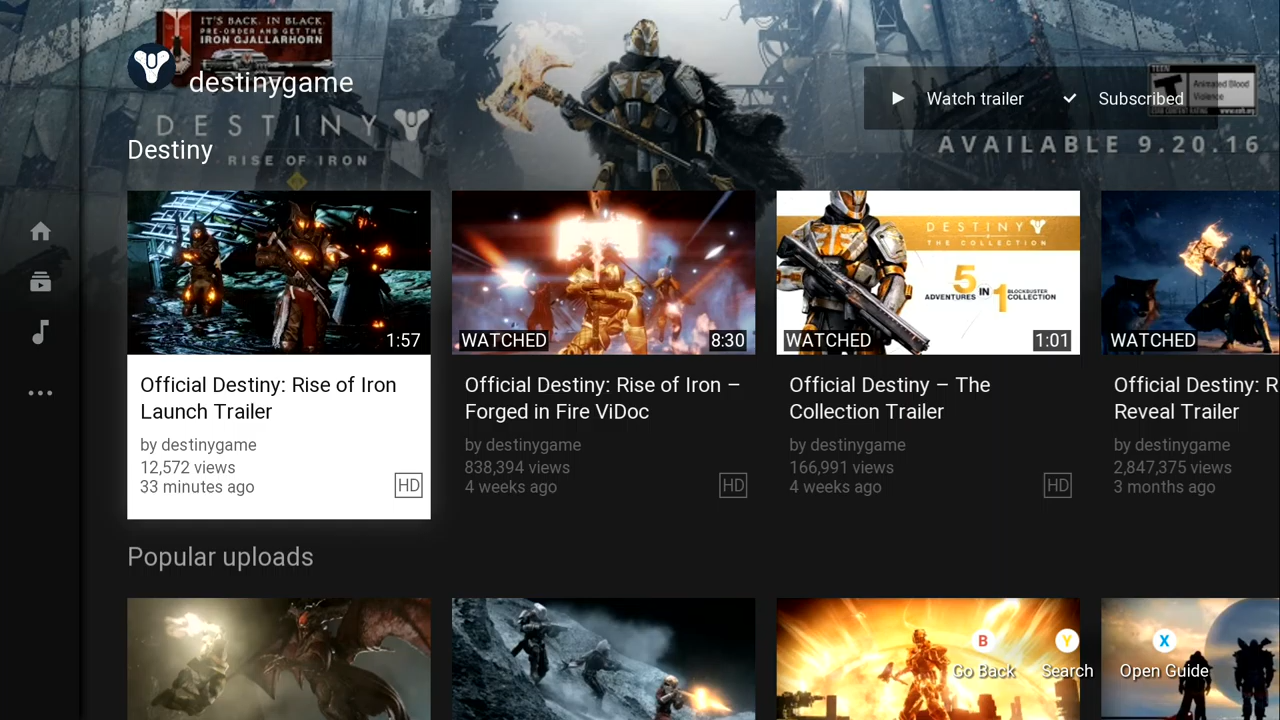 IT'S BACK. IN BLACK.
PRE-ORDER AND GET THE
IRON GJALLARHORN
destinygame
Watch trailer
Subscribed
TEEN
T
Animated Blood
Violence
DESTINY
RISE OF IRON
AVAILABLE 9.20.16
Destiny
1:57
WATCHED
8:30
DESTINY
THE COLLECTION
5
ADVENTURES IN 1 BLOCKBUSTER
COLLECTION
WATCHED
1:01
WATCHED
Official Destiny: Rise of Iron
Launch Trailer
by destinygame
12,572 views
33 minutes ago
HD
Official Destiny: Rise of Iron –
Forged in Fire ViDoc
by destinygame
838,394 views
4 weeks ago
HD
Official Destiny – The
Collection Trailer
by destinygame
166,991 views
4 weeks ago
HD
Official Destiny: R
Reveal Trailer
by destinygame
2,847,375 views
3 months ago
Popular uploads
B
Go Back
Y
Search
X
Open Guide